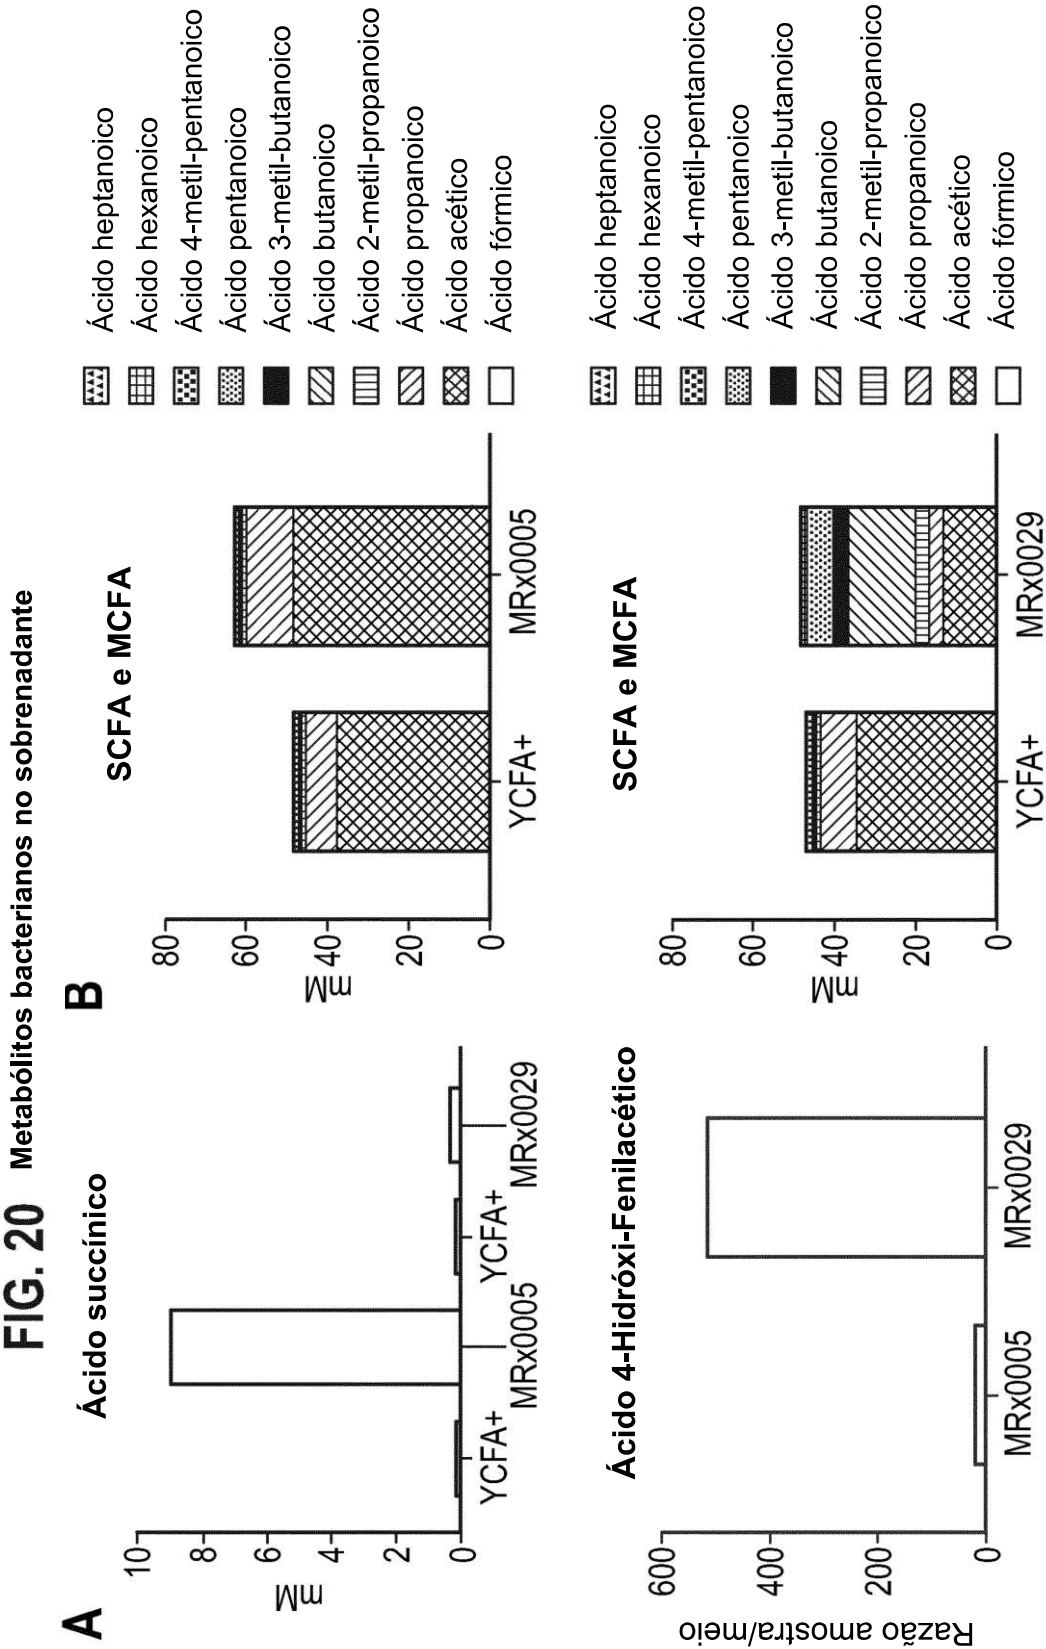 FIG. 20 Metabólitos bacterianos no sobrenadante
A
Ácido succínico
mM
10
8
6
4
2
0
YCFA+
MRx0005
YCFA+
MRx0029
Ácido 4-Hidróxi-Fenilacético
Razão amostra/meio
600
400
200
0
MRx0005
MRx0029
B
SCFA e MCFA
mM
80
60
40
20
0
YCFA+
MRx0005
Ácido heptanoico
Ácido hexanoico
Ácido 4-metil-pentanoico
Ácido pentanoico
Ácido 3-metil-butanoico
Ácido butanoico
Ácido 2-metil-propanoico
Ácido propanoico
Ácido acético
Ácido fórmico
SCFA e MCFA
mM
80
60
40
20
0
YCFA+
MRx0029
Ácido heptanoico
Ácido hexanoico
Ácido 4-metil-pentanoico
Ácido pentanoico
Ácido 3-metil-butanoico
Ácido butanoico
Ácido 2-metil-propanoico
Ácido propanoico
Ácido acético
Ácido fórmico